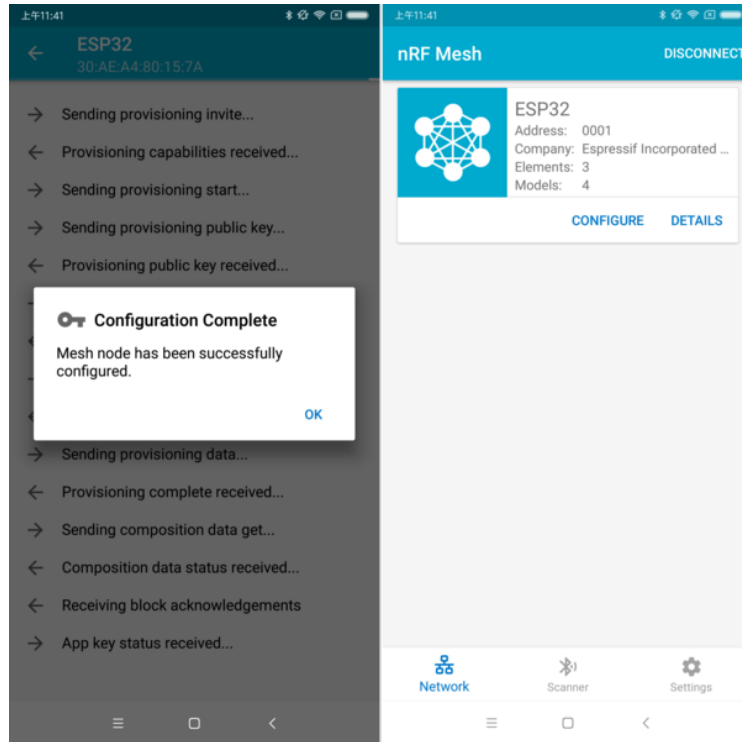 上午11:41
ESP32
30:AE:A4:80:15:7A
Sending provisioning invite...
Provisioning capabilities received...
Sending provisioning start...
Sending provisioning public key...
Provisioning public key received...
Configuration Complete
Mesh node has been successfully
configured.
OK
Sending provisioning data...
Provisioning complete received...
Sending composition data get...
Composition data status received...
Receiving block acknowledgements
App key status received...
上午11:41
nRF Mesh
DISCONNECT
ESP32
Address: 0001
Company: Espressif Incorporated ...
Elements: 3
Models: 4
CONFIGURE DETAILS
Network
Scanner
Settings